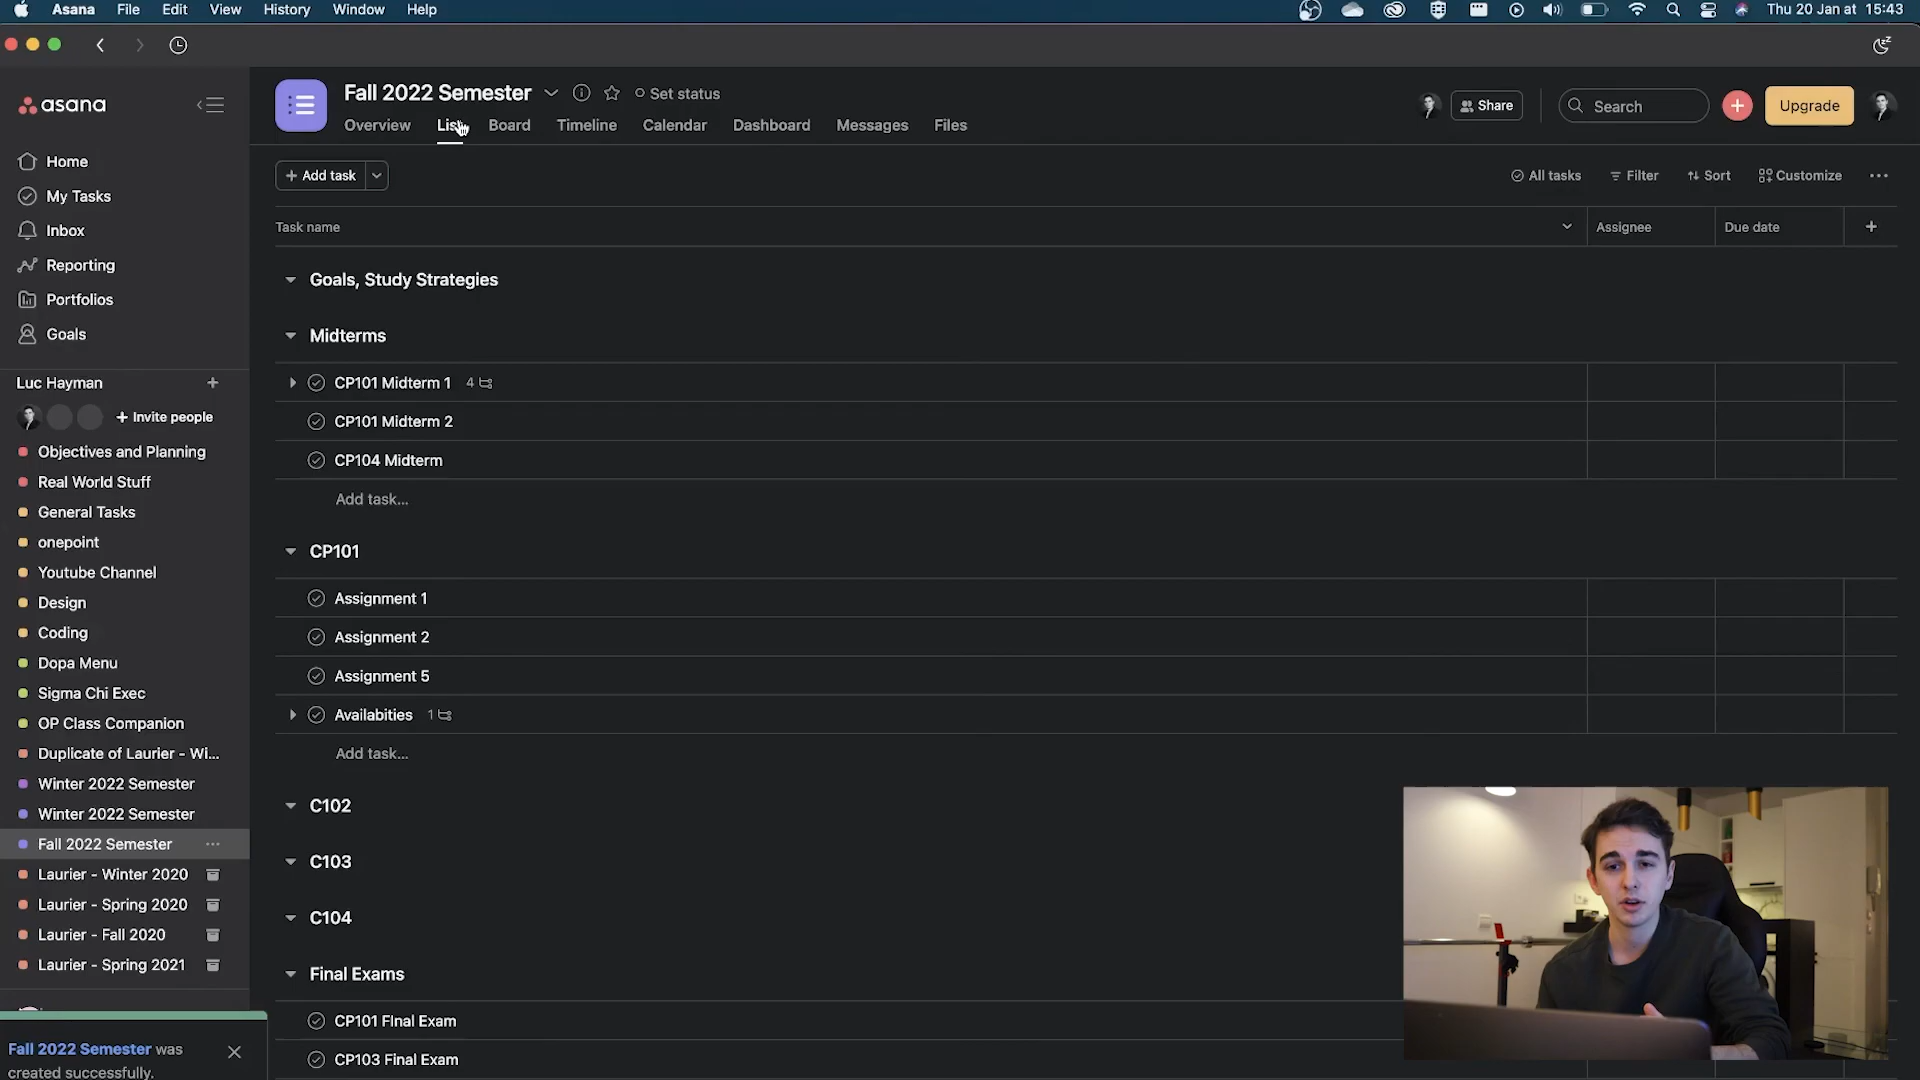 Asana File Edit View History Window Help
Thu 20 Jan at 15:43
asana
Fall 2022 Semester
Set status
Share
Search
Upgrade
Overview List Board Timeline Calendar Dashboard Messages Files
Home
My Tasks
Inbox
Reporting
Portfolios
Goals
Luc Hayman
Invite people
Objectives and Planning
Real World Stuff
General Tasks
onepoint
Youtube Channel
Design
Coding
Dopa Menu
Sigma Chi Exec
OP Class Companion
Duplicate of Laurier - Wi...
Winter 2022 Semester
Winter 2022 Semester
Fall 2022 Semester
Laurier - Winter 2020
Laurier - Spring 2020
Laurier - Fall 2020
Laurier - Spring 2021
Fall 2022 Semester was
created successfully.
+ Add task
All tasks Filter Sort Customize
Task name Assignee Due date
Goals, Study Strategies
Midterms
CP101 Midterm 1 4
CP101 Midterm 2
CP104 Midterm
Add task...
CP101
Assignment 1
Assignment 2
Assignment 5
Availabities 1
Add task...
C102
C103
C104
Final Exams
CP101 FInal Exam
CP103 Final Exam